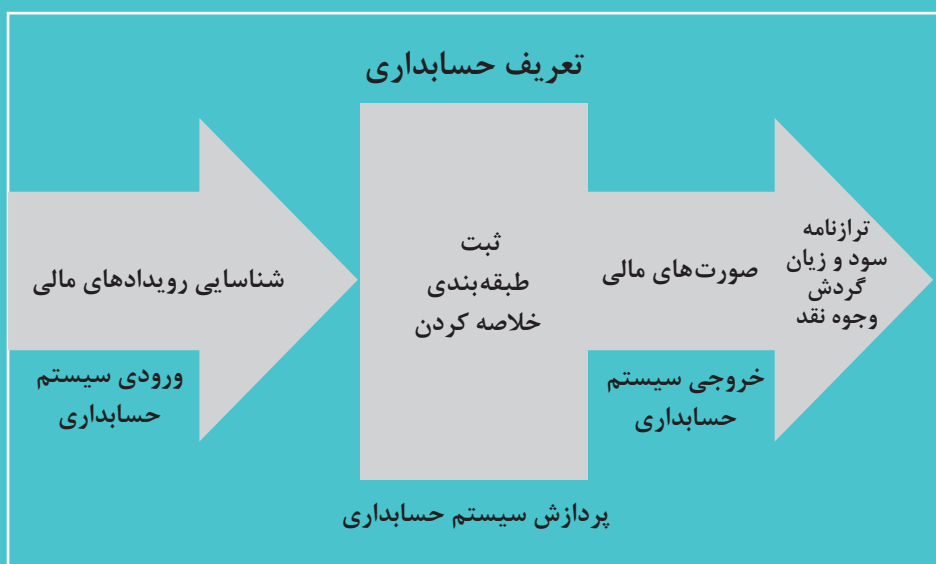 تعریف حسابداری
شناسایی رویدادهای مالی
ورودی سیستم
حسابداری
ثبت
طبقه‌بندی
خلاصه کردن
پردازش سیستم حسابداری
صورت‌های مالی
خروجی سیستم
حسابداری
ترازنامه
سود و زیان
گردش
وجوه نقد